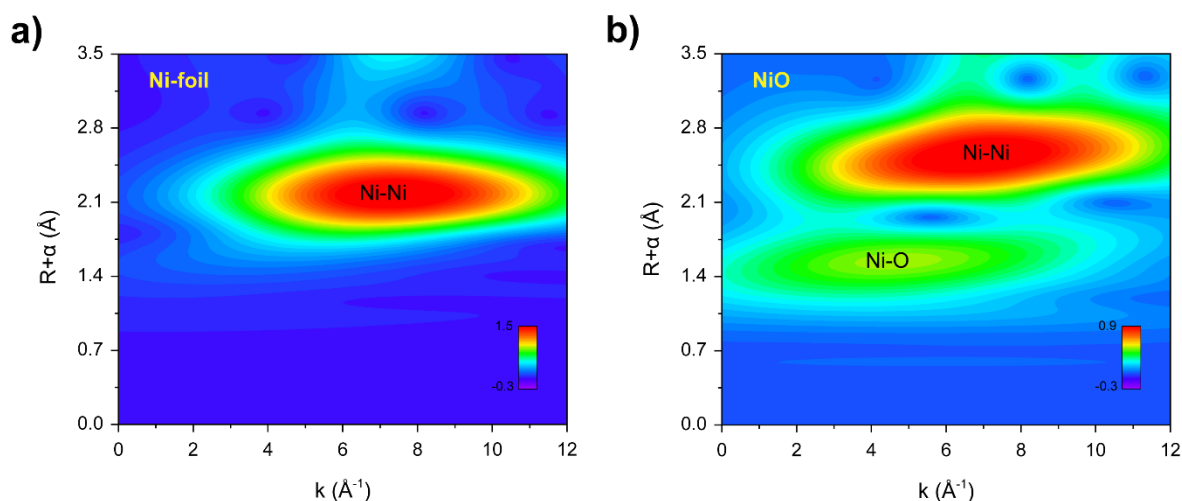 a)
Ni-foil
Ni-Ni
3.5
2.8
2.1
1.4
0.7
0.0
R+α (Å)
1.5
-0.3
0 2 4 6 8 10 12
k (Å⁻¹)
b)
NiO
Ni-Ni
Ni-O
3.5
2.8
2.1
1.4
0.7
0.0
R+α (Å)
0.9
-0.3
0 2 4 6 8 10 12
k (Å⁻¹)